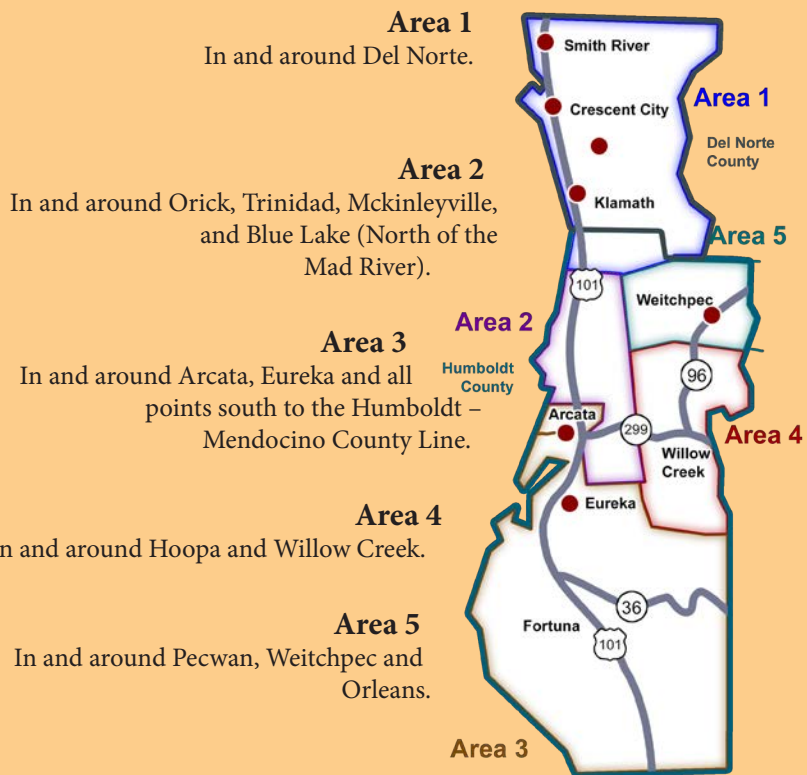 Area 1
In and around Del Norte.
Area 2
In and around Orick, Trinidad, Mckinleyville,
and Blue Lake (North of the
Mad River).
Area 3
In and around Arcata, Eureka and all
points south to the Humboldt –
Mendocino County Line.
Area 4
n and around Hoopa and Willow Creek.
Area 5
In and around Pecwan, Weitchpec and
Orleans.
Smith River
Crescent City
Area 1
Del Norte
County
Klamath
Area 5
101
Weitchpec
Area 2
Humboldt
County
96
Arcata
299
Area 4
Willow
Creek
Eureka
36
Fortuna
101
Area 3